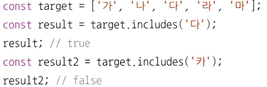 const target = ['가', '나', '다', '라', '마'];
const result = target.includes('다');
result; // true
const result2 = target.includes('카');
result2; // false